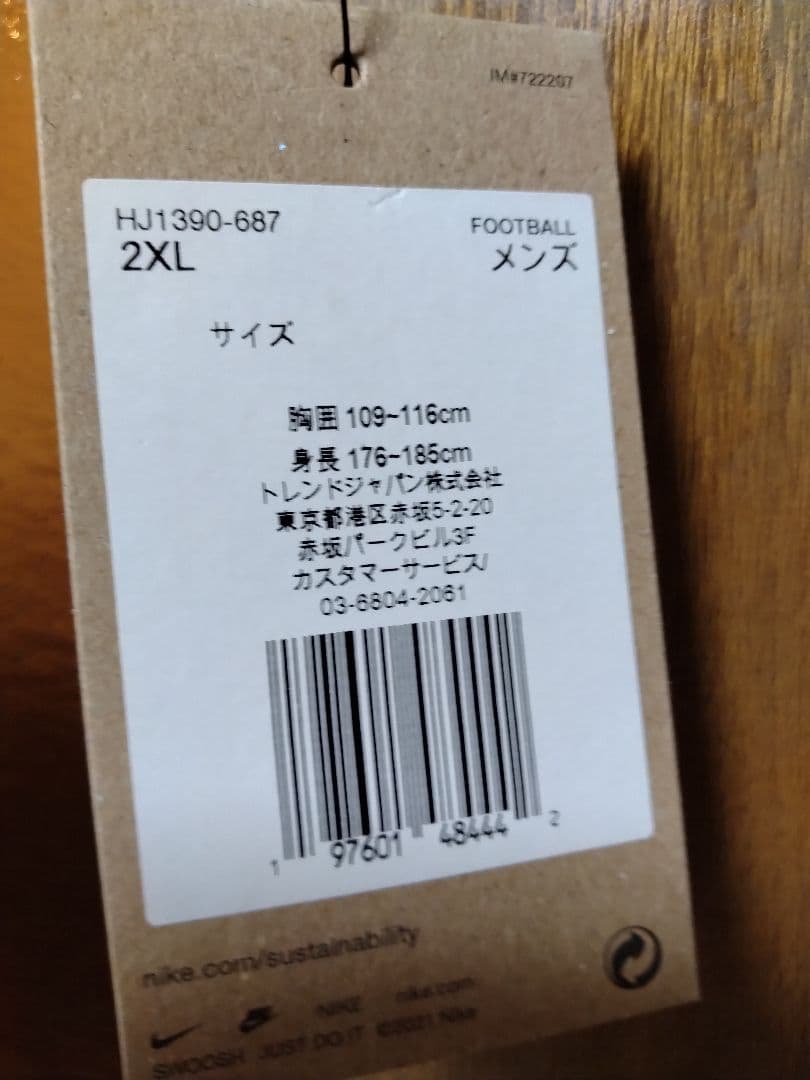 IM#722207
HJ1390-687 FOOTBALL
2XL メンズ
サイズ
胸囲 109~116cm
身長 176~185cm
トレンドジャパン株式会社
東京都港区赤坂5-2-20
赤坂パークビル3F
カスタマーサービス/
03-6804-2061
1 97601 48444 2
nike.com/sustainability
NIKE nike.com
SWOOSH JUST DO IT ©2021 Nike